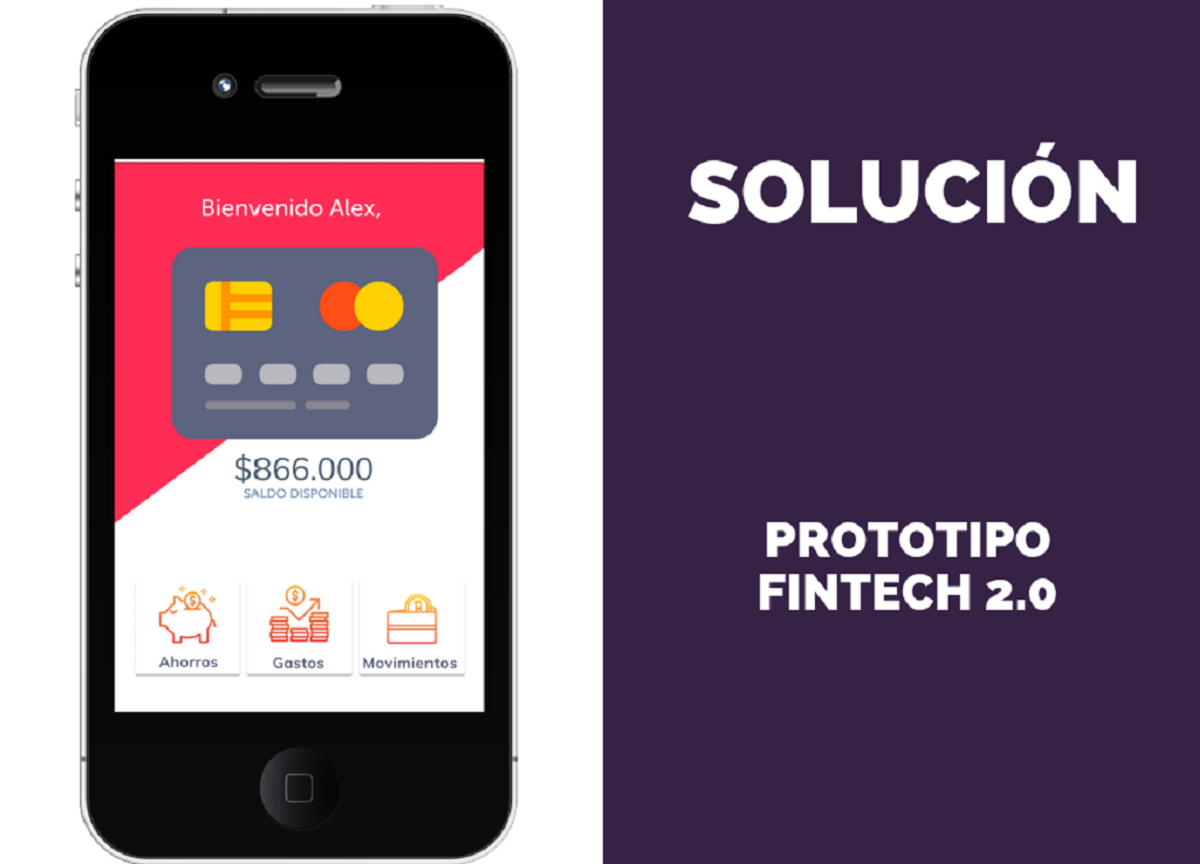 Bienvenido Alex,
$866.000
SALDO DISPONIBLE
Ahorros
Gastos
Movimientos
SOLUCIÓN
PROTOTIPO
FINTECH 2.0